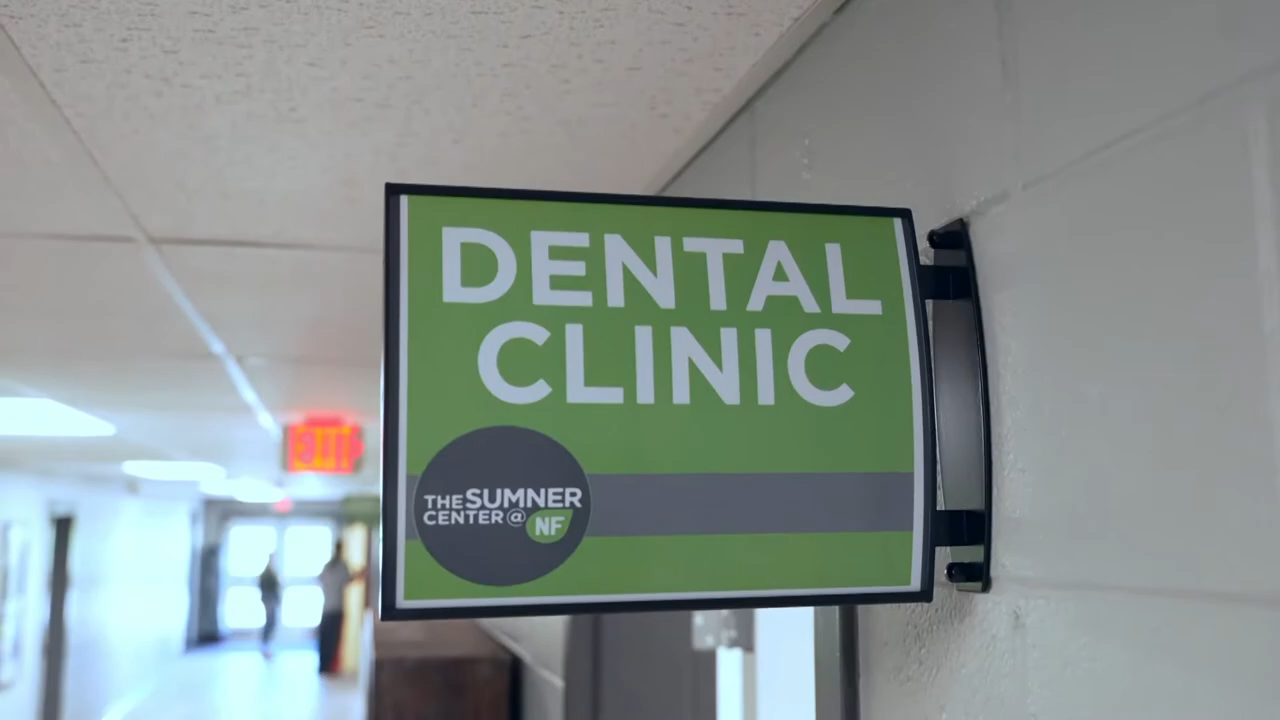 DENTAL
CLINIC
THE SUMNER
CENTER @ NF
EXIT